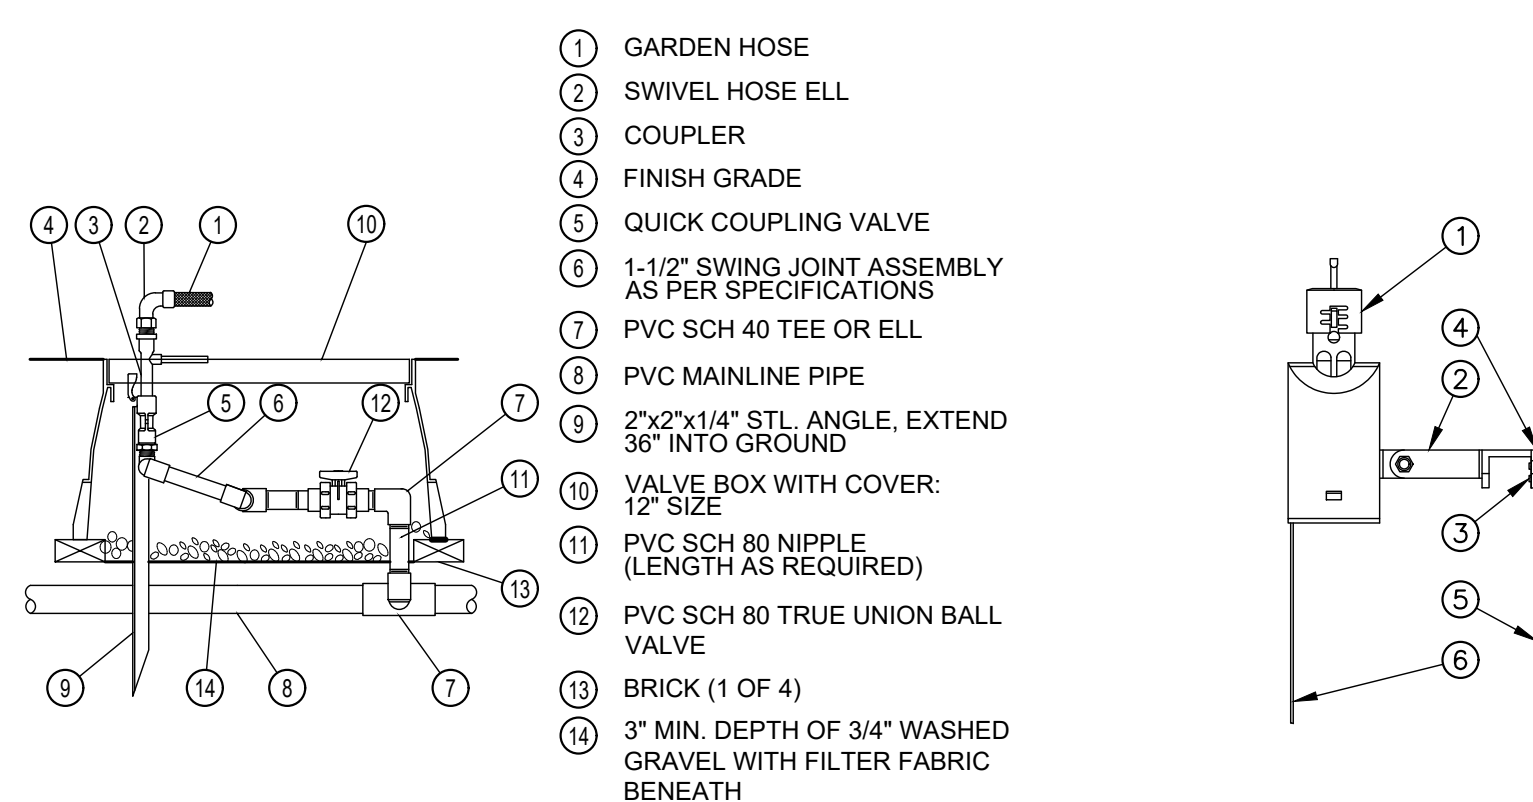 4 3 2 1 10
5 6 12 7
11
13
9 14 8 7
1 GARDEN HOSE
2 SWIVEL HOSE ELL
3 COUPLER
4 FINISH GRADE
5 QUICK COUPLING VALVE
6 1-1/2" SWING JOINT ASSEMBLY
AS PER SPECIFICATIONS
7 PVC SCH 40 TEE OR ELL
8 PVC MAINLINE PIPE
9 2"x2"x1/4" STL. ANGLE, EXTEND
36" INTO GROUND
10 VALVE BOX WITH COVER:
12" SIZE
11 PVC SCH 80 NIPPLE
(LENGTH AS REQUIRED)
12 PVC SCH 80 TRUE UNION BALL
VALVE
13 BRICK (1 OF 4)
14 3" MIN. DEPTH OF 3/4" WASHED
GRAVEL WITH FILTER FABRIC
BENEATH
1
4
2
3
5
6